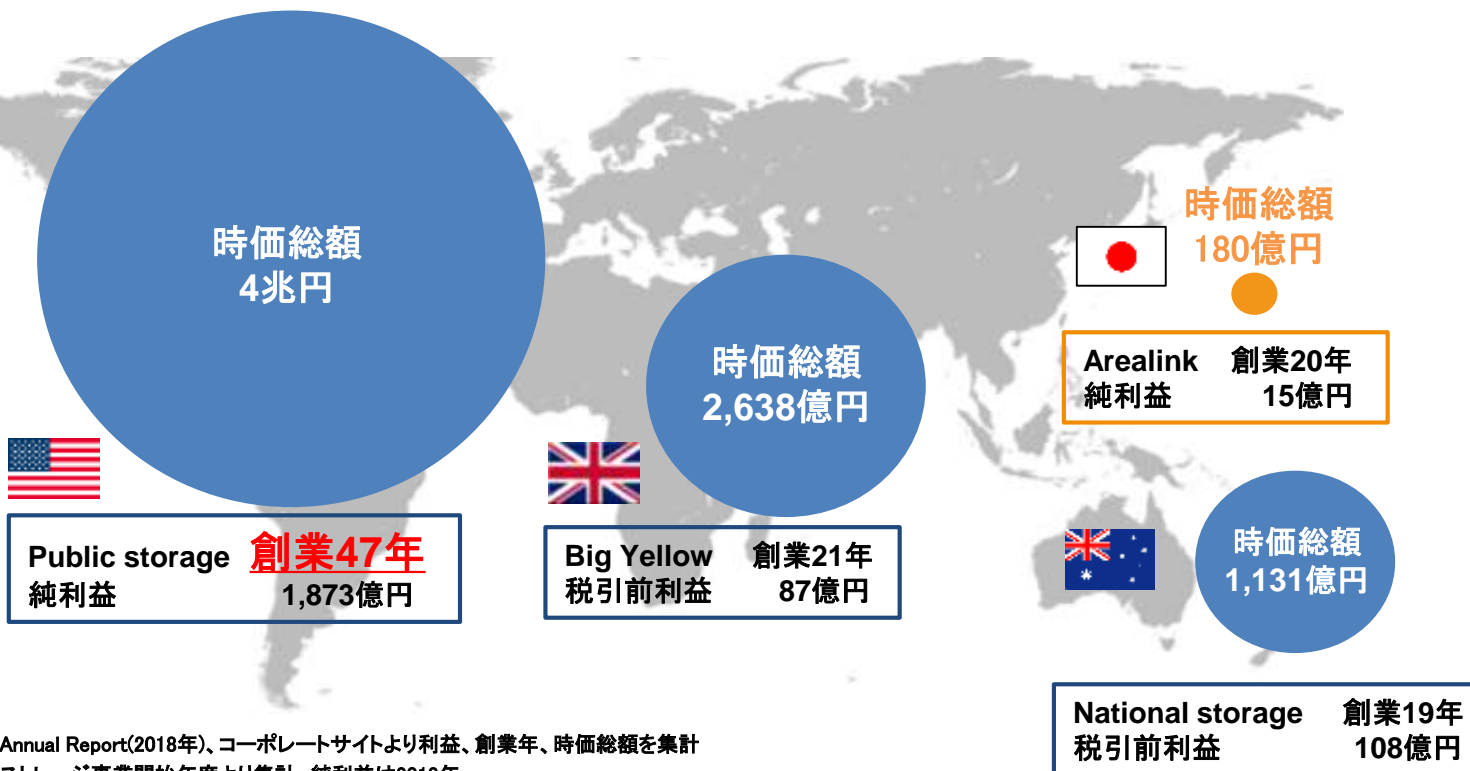 時価総額
4兆円
Public storage 創業47年
純利益 1,873億円
時価総額
2,638億円
Big Yellow 創業21年
税引前利益 87億円
時価総額
180億円
Arealink 創業20年
純利益 15億円
時価総額
1,131億円
National storage 創業19年
税引前利益 108億円
Annual Report(2018年)、コーポレートサイトより利益、創業年、時価総額を集計